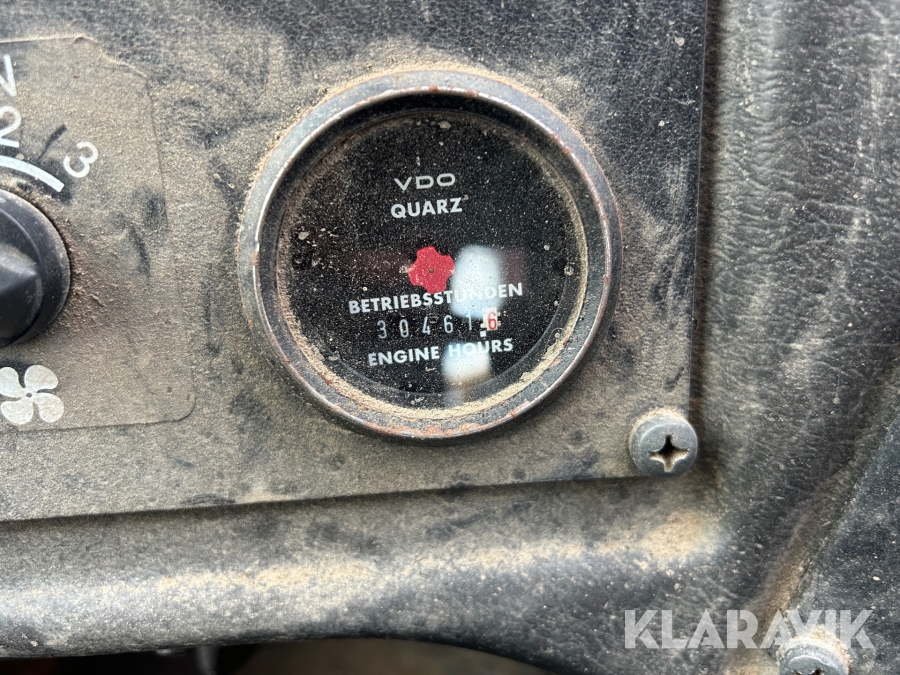 2
3
VDO
QUARZ
BETRIEBSSTUNDEN
304616
ENGINE HOURS
KLARAVIK